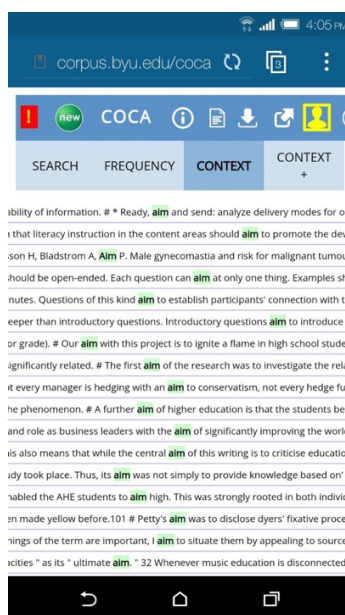 4:05 PM
corpus.byu.edu/coca 3
! new COCA
SEARCH FREQUENCY CONTEXT CONTEXT +
bility of information. # * Ready, aim and send: analyze delivery modes for o
that literacy instruction in the content areas should aim to promote the dev
son H, Bladstrom A, Aim P. Male gynecomastia and risk for malignant tumou
should be open-ended. Each question can aim at only one thing. Examples sh
nutes. Questions of this kind aim to establish participants' connection with t
eeper than introductory questions. Introductory questions aim to introduce
or grade). # Our aim with this project is to ignite a flame in high school stude
significantly related. # The first aim of the research was to investigate the rela
t every manager is hedging with an aim to conservatism, not every hedge fu
he phenomenon. # A further aim of higher education is that the students be
and role as business leaders with the aim of significantly improving the worl
is also means that while the central aim of this writing is to criticise educatio
udy took place. Thus, its aim was not simply to provide knowledge based on'
nabled the AHE students to aim high. This was strongly rooted in both individ
en made yellow before.101 # Petty's aim was to disclose dyers' fixative proce
nings of the term are important, I aim to situate them by appealing to source
acities " as its " ultimate aim. " 32 Whenever music education is disconnected